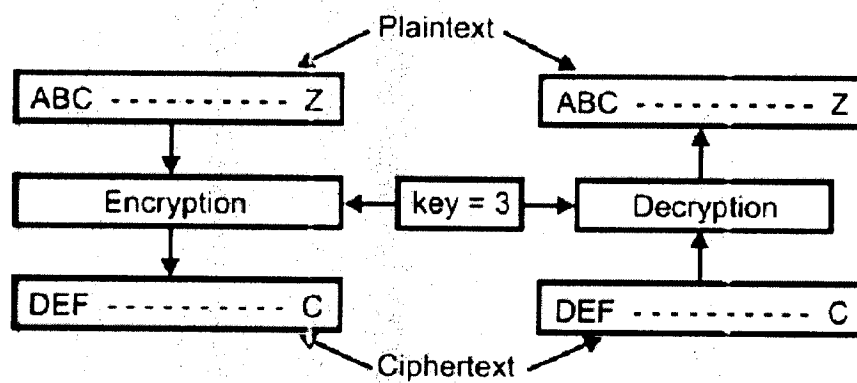 Plaintext
ABC - - - - - - - - - - Z
ABC - - - - - - - - - - Z
Encryption
key = 3
Decryption
DEF - - - - - - - - - - C
DEF - - - - - - - - - - C
Ciphertext